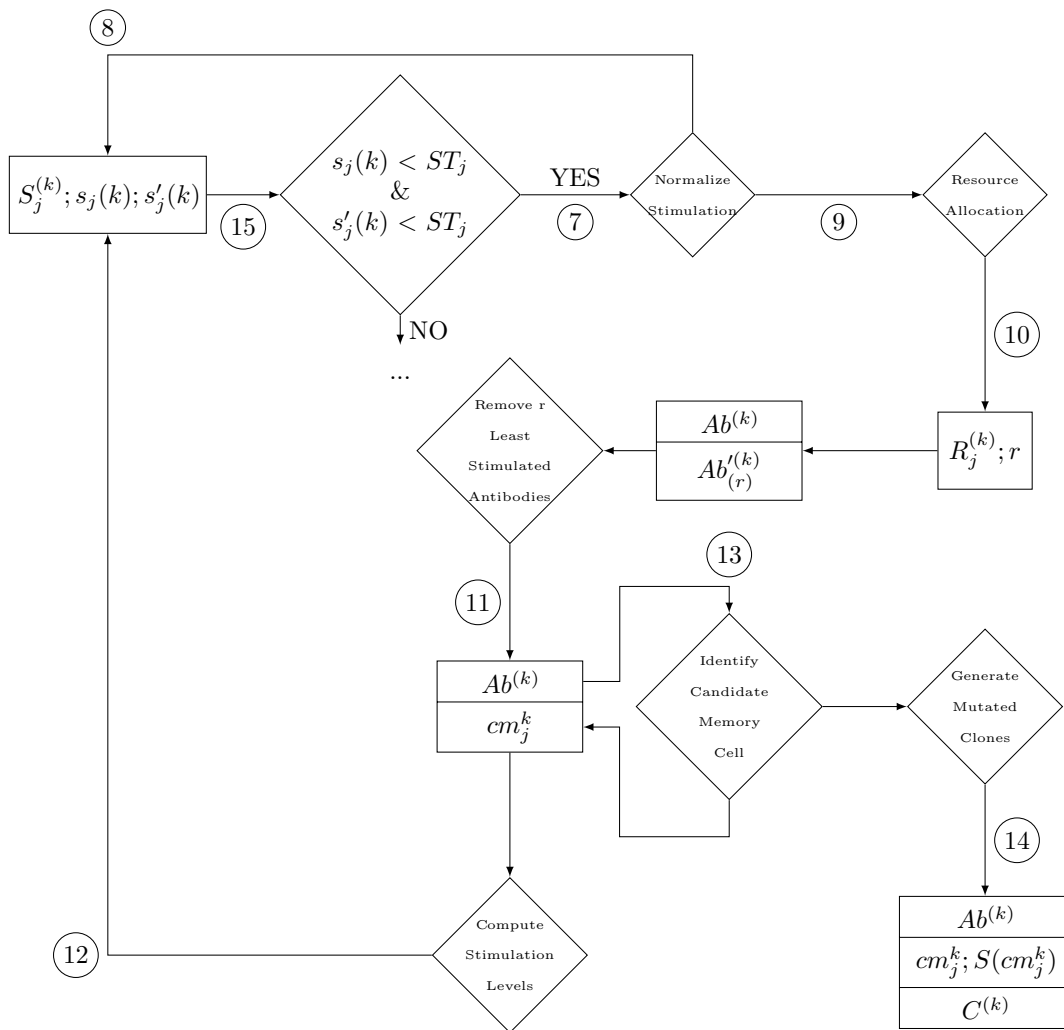 8
$S_j^{(k)}; s_j(k); s'_j(k)$
15
$s_j(k) < ST_j$
&
$s'_j(k) < ST_j$
YES
7
NO
...
Normalize
Stimulation
9
Resource
Allocation
10
$R_j^{(k)}; r$
$Ab^{(k)}$
$Ab'^{(k)}_{(r)}$
Remove r
Least
Stimulated
Antibodies
11
$Ab^{(k)}$
$cm_j^k$
13
Identify
Candidate
Memory
Cell
Generate
Mutated
Clones
14
$Ab^{(k)}$
$cm_j^k; S(cm_j^k)$
$C^{(k)}$
Compute
Stimulation
Levels
12